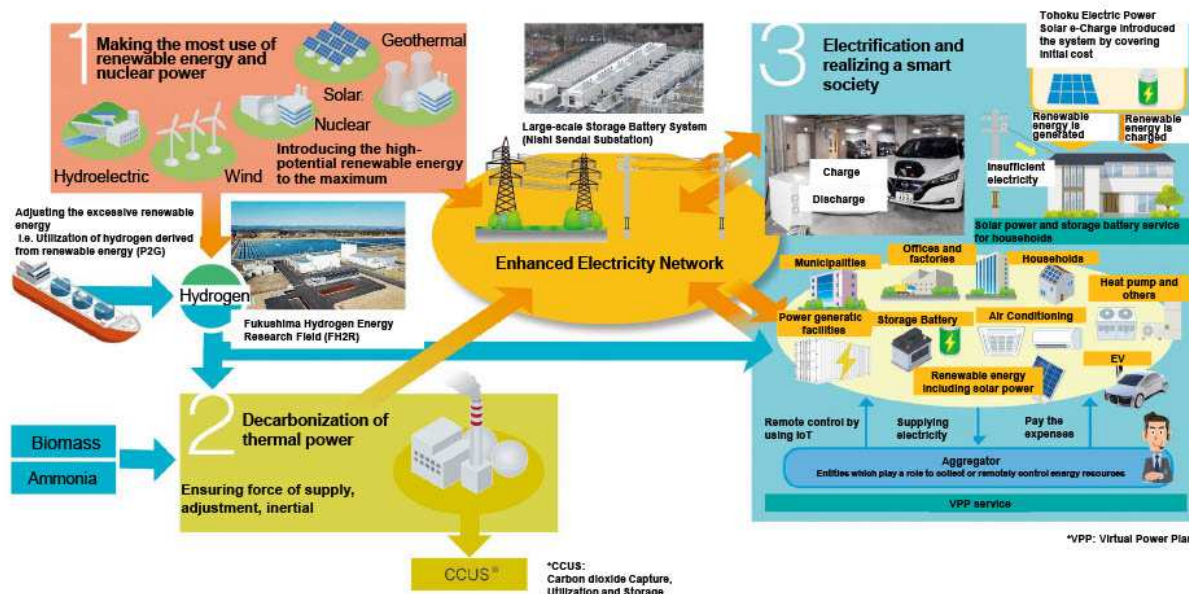 1
Making the most use of
renewable energy and
nuclear power
Geothermal
Solar
Nuclear
Hydroelectric
Wind
Introducing the high-
potential renewable energy
to the maximum
Large-scale Storage Battery System
(Nishi Sendai Substation)
Enhanced Electricity Network
Adjusting the excessive renewable
energy
i.e. Utilization of hydrogen derived
from renewable energy (P2G)
Hydrogen
Fukushima Hydrogen Energy
Research Field (FH2R)
2
Decarbonization of
thermal power
Ensuring force of supply,
adjustment, inertial
Biomass
Ammonia
CCUS*
*CCUS:
Carbon dioxide Capture,
Utilization and Storage
3
Electrification and
realizing a smart
society
Tohoku Electric Power
Solar e-Charge introduced
the system by covering
initial cost
Renewable
energy is
generated
Renewable
energy is
charged
Insufficient
electricity
Charge
Discharge
Solar power and storage battery service
for households
Municipalities
Offices and
factories
Households
Heat pump and
others
Power generatic
facilities
Storage Battery
Air Conditioning
Renewable energy
including solar power
EV
Remote control by
using IoT
Supplying
electricity
Pay the
expenses
Aggregator
Entities which play a role to collect or remotely control energy resources
VPP service
*VPP: Virtual Power Plan